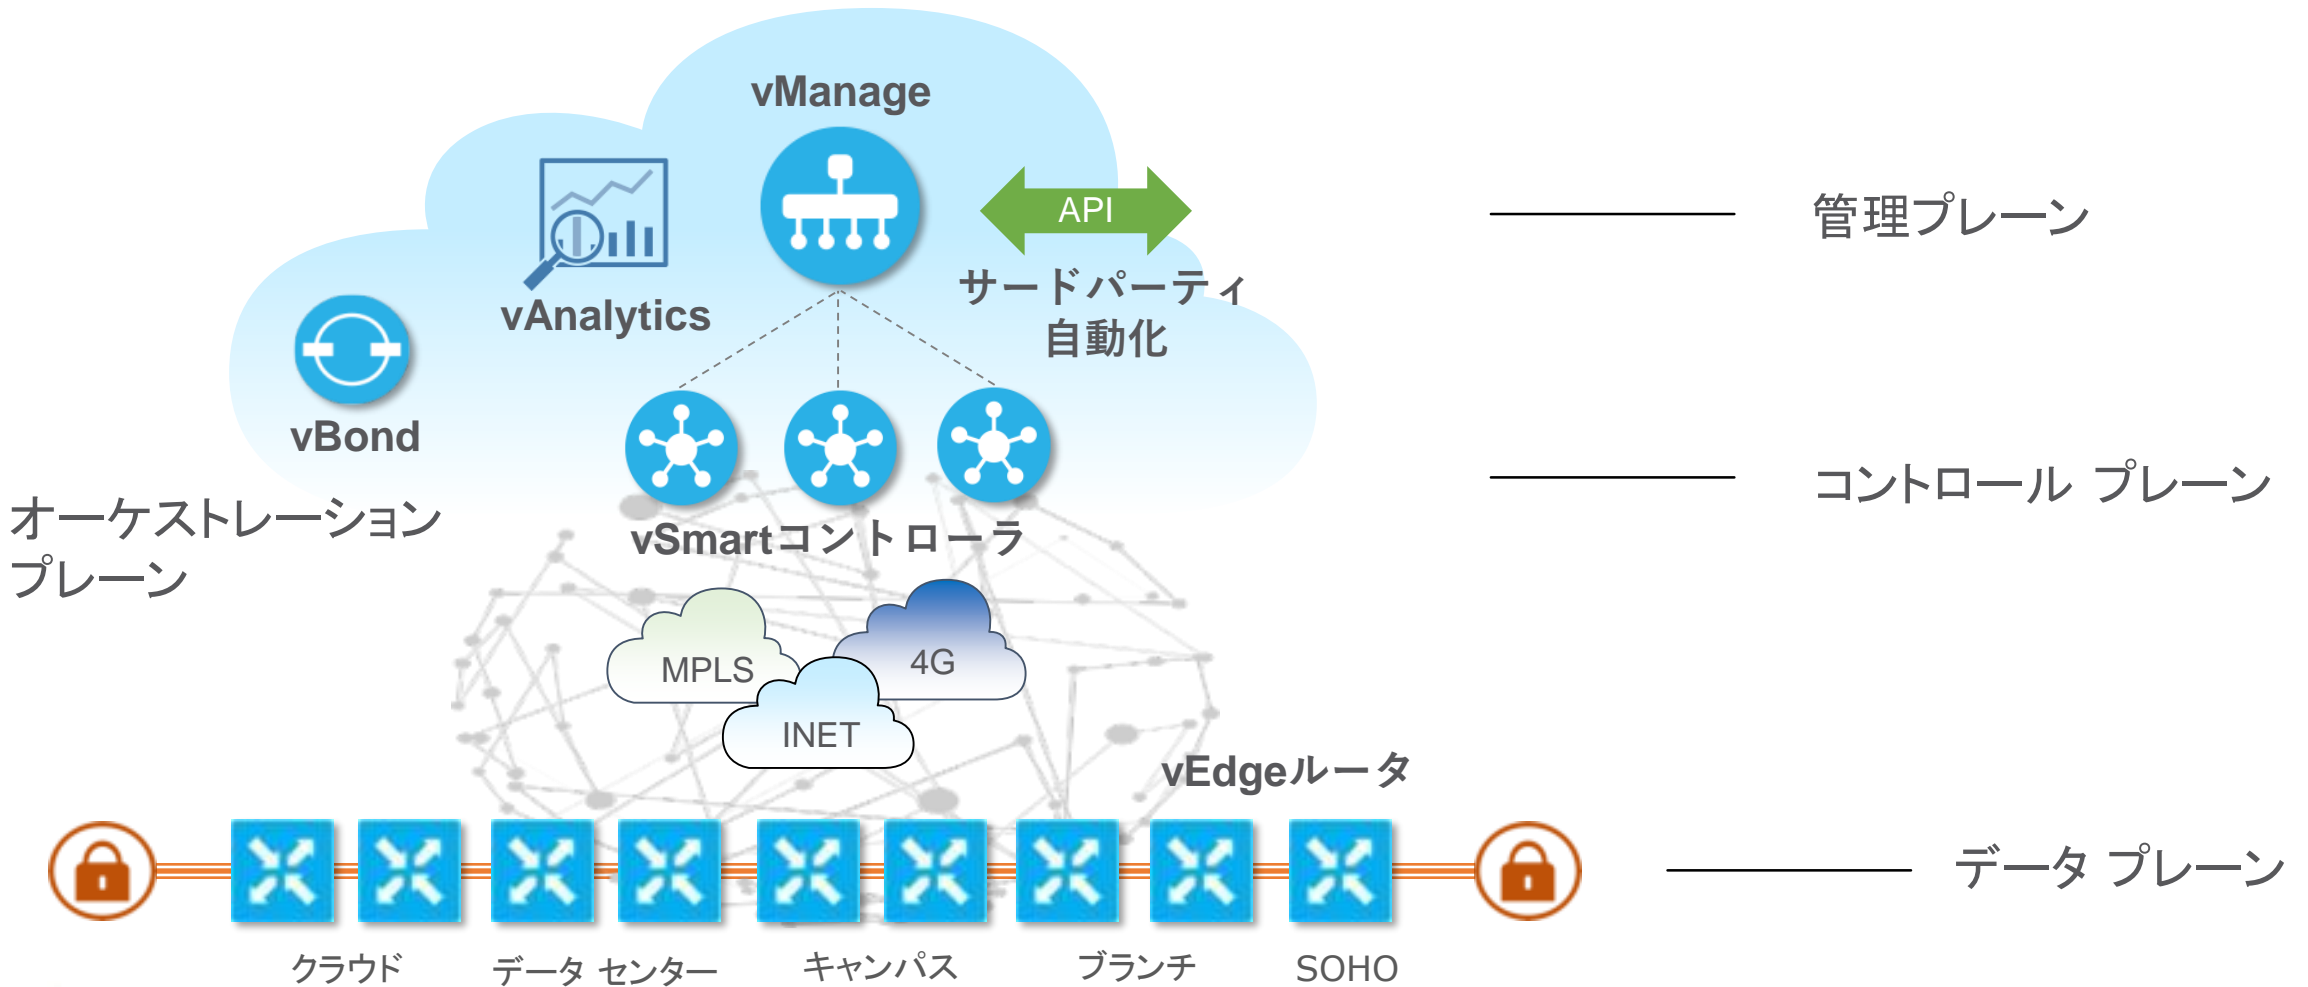 vManage
API
管理プレーン
サードパーティ
自動化
vAnalytics
vBond
コントロール プレーン
オーケストレーション
プレーン
vSmartコントローラ
MPLS
4G
INET
vEdgeルータ
データ プレーン
クラウド
データ センター
キャンパス
ブランチ
SOHO